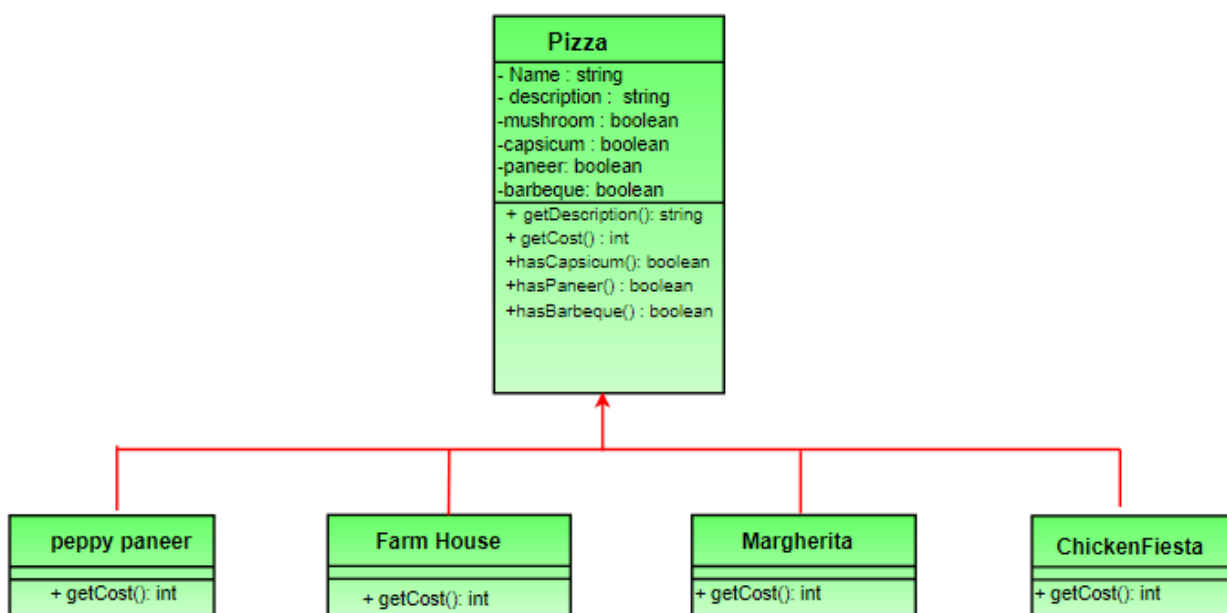 Pizza
- Name : string
- description : string
-mushroom : boolean
-capsicum : boolean
-paneer: boolean
-barbeque: boolean
+ getDescription(): string
+ getCost() : int
+hasCapsicum(): boolean
+hasPaneer() : boolean
+hasBarbeque() : boolean
peppy paneer
+ getCost(): int
Farm House
+ getCost(): int
Margherita
+ getCost(): int
ChickenFiesta
+ getCost(): int